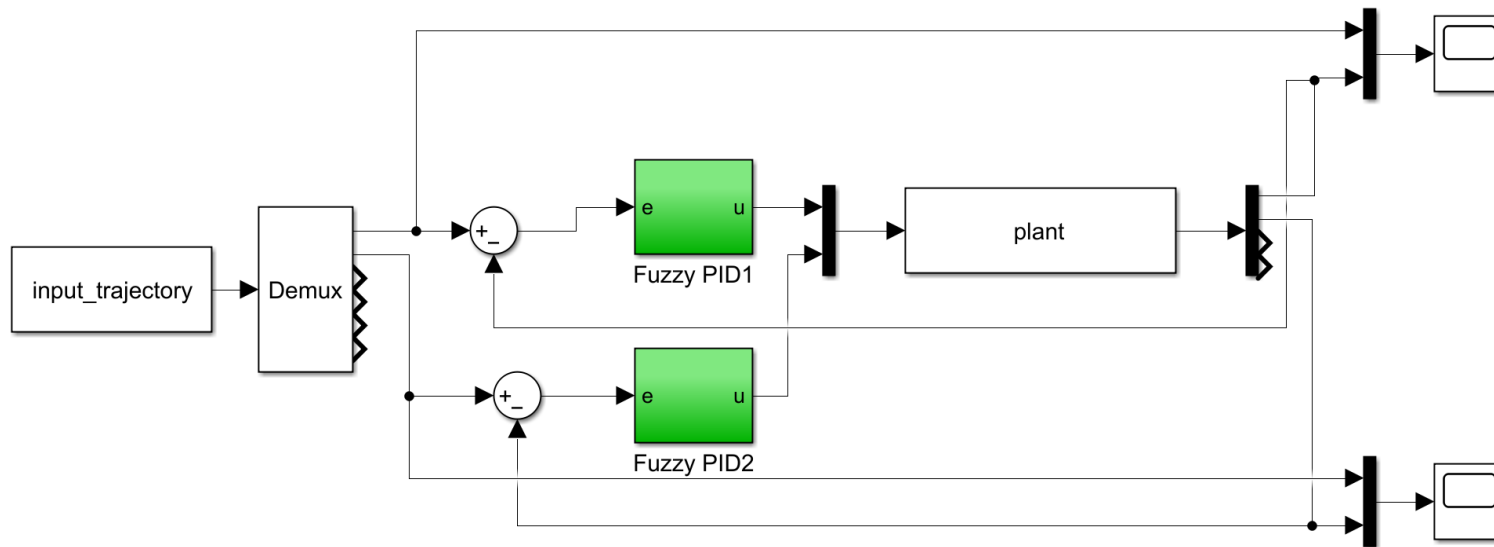 input_trajectory
Demux
+
−
e
u
Fuzzy PID1
plant
+
−
e
u
Fuzzy PID2